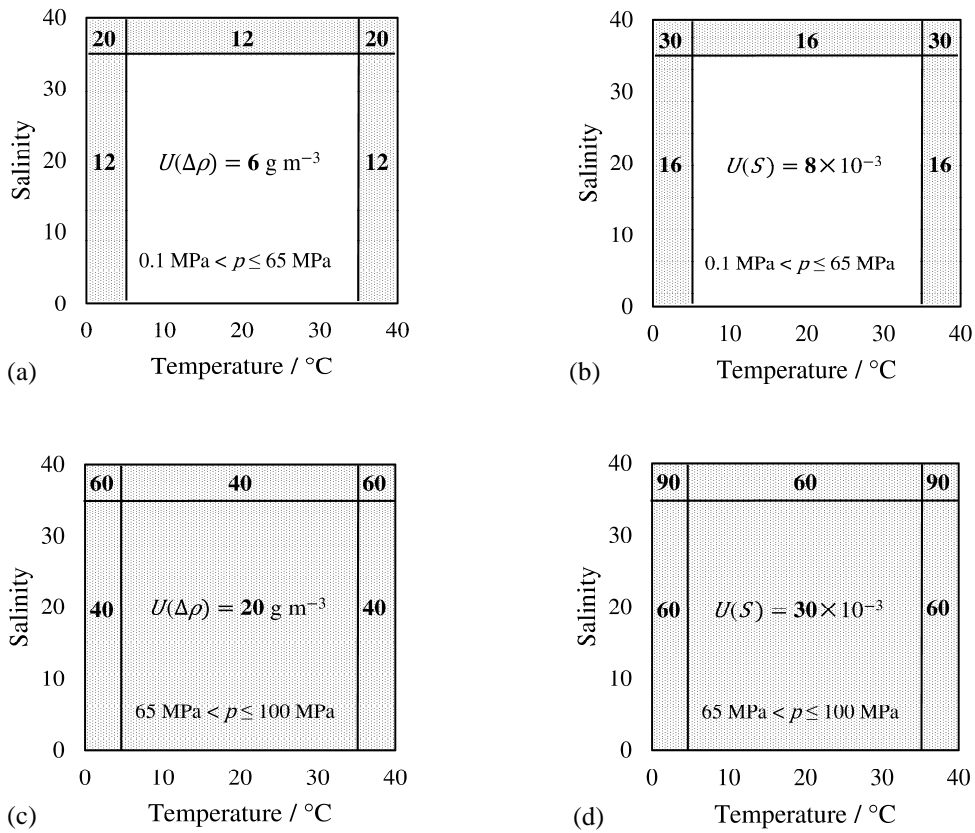 40
20 12 20
30
Salinity
20
12 U(Δρ) = 6 g m⁻³ 12
10
0.1 MPa < p ≤ 65 MPa
0
0 10 20 30 40
(a) Temperature / °C
40
30 16 30
30
Salinity
20
16 U(S) = 8×10⁻³ 16
10
0.1 MPa < p ≤ 65 MPa
0
0 10 20 30 40
(b) Temperature / °C
40
60 40 60
30
Salinity
20
40 U(Δρ) = 20 g m⁻³ 40
10
65 MPa < p ≤ 100 MPa
0
0 10 20 30 40
(c) Temperature / °C
40
90 60 90
30
Salinity
20
60 U(S) = 30×10⁻³ 60
10
65 MPa < p ≤ 100 MPa
0
0 10 20 30 40
(d) Temperature / °C